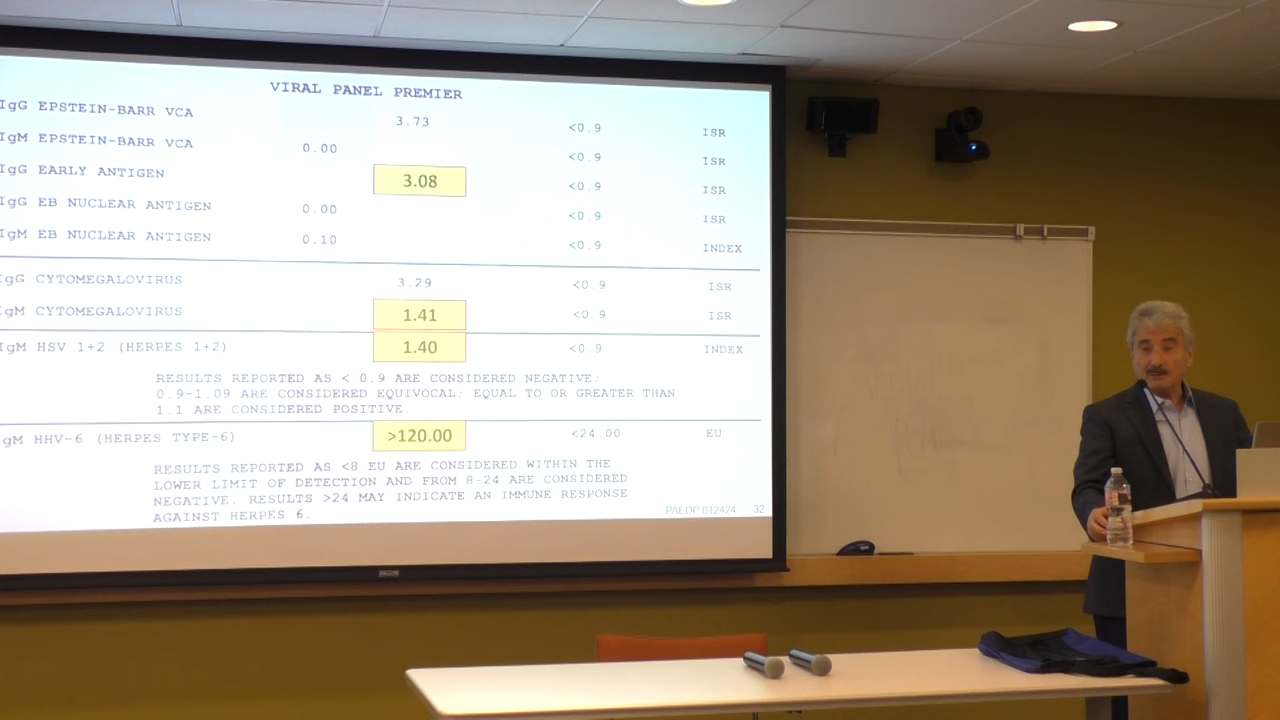 VIRAL PANEL PREMIER
IgG EPSTEIN-BARR VCA 3.73 <0.9 ISR
IgM EPSTEIN-BARR VCA 0.00 <0.9 ISR
IgG EARLY ANTIGEN 3.08 <0.9 ISR
IgG EB NUCLEAR ANTIGEN 0.00 <0.9 ISR
IgM EB NUCLEAR ANTIGEN 0.10 <0.9 INDEX
IgG CYTOMEGALOVIRUS 3.29 <0.9 ISR
IgM CYTOMEGALOVIRUS 1.41 <0.9 ISR
IgM HSV 1+2 (HERPES 1+2) 1.40 <0.9 INDEX
RESULTS REPORTED AS < 0.9 ARE CONSIDERED NEGATIVE:
0.9-1.09 ARE CONSIDERED EQUIVOCAL; EQUAL TO OR GREATER THAN
1.1 ARE CONSIDERED POSITIVE.
IgM HHV-6 (HERPES TYPE-6) >120.00 <24.00 EU
RESULTS REPORTED AS <8 EU ARE CONSIDERED WITHIN THE
LOWER LIMIT OF DETECTION AND FROM 8-24 ARE CONSIDERED
NEGATIVE. RESULTS >24 MAY INDICATE AN IMMUNE RESPONSE
AGAINST HERPES 6.
PAEDP 012424 32